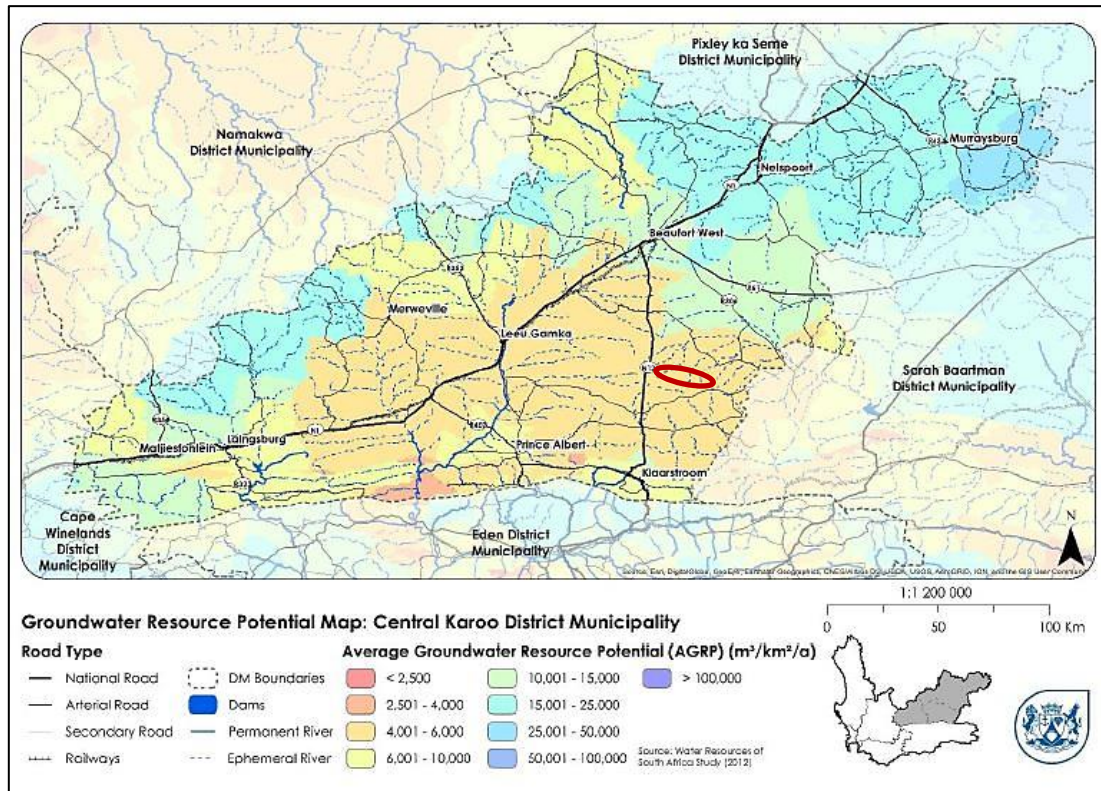 Pixley ka Seme
District Municipality
Namakwa
District Municipality
Murraysburg
Nelspoort
N1
Beaufort West
R353
R61
R306
Merweville
Leeu Gamka
N12
Sarah Baartman
District Municipality
Laingsburg
N1
R407
Prince Albert
Matjiesfontein
Klaarstroom
R323
Cape
Winelands
District
Municipality
Eden District
Municipality
N
1:1 200 000
Groundwater Resource Potential Map: Central Karoo District Municipality
0 50 100 Km
Road Type
National Road
Arterial Road
Secondary Road
Railways
DM Boundaries
Dams
Permanent River
Ephemeral River
Average Groundwater Resource Potential (AGRP) (m³/km²/a)
< 2,500
2,501 - 4,000
4,001 - 6,000
6,001 - 10,000
10,001 - 15,000
15,001 - 25,000
25,001 - 50,000
50,001 - 100,000
> 100,000
Source: Water Resources of
South Africa Study (2012)